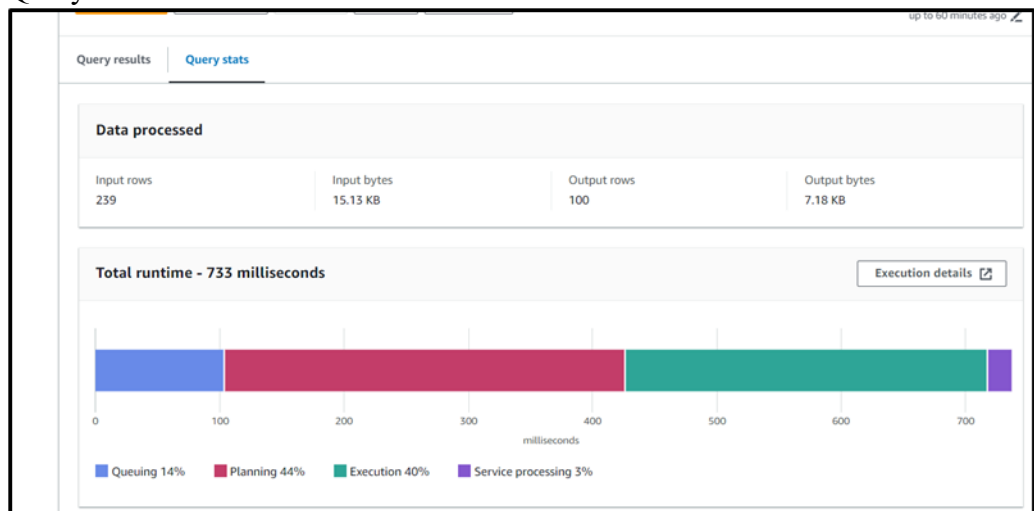 up to 60 minutes ago
Query results Query stats
Data processed
Input rows Input bytes Output rows Output bytes
239 15.13 KB 100 7.18 KB
Total runtime - 733 milliseconds Execution details
0 100 200 300 400 500 600 700
milliseconds
Queuing 14% Planning 44% Execution 40% Service processing 3%